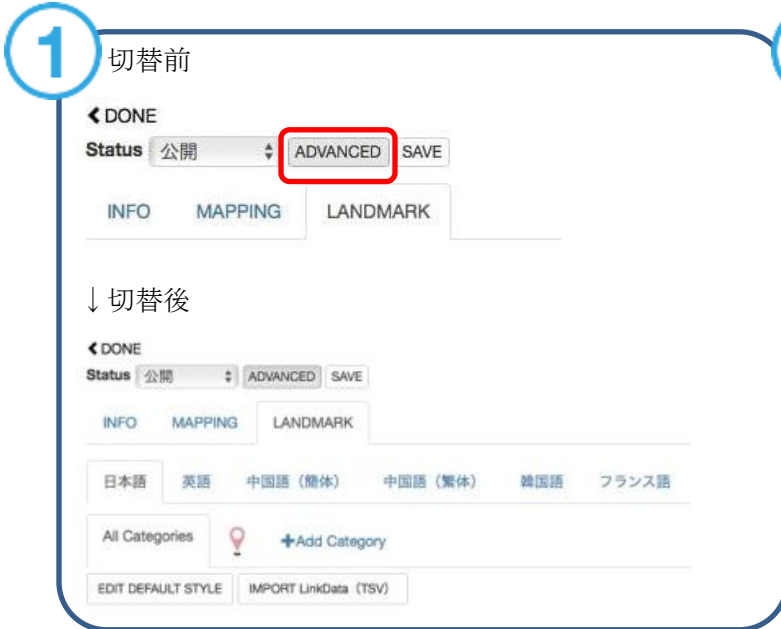 1
切替前
DONE
Status 公開 ADVANCED SAVE
INFO MAPPING LANDMARK
↓切替後
DONE
Status 公開 ADVANCED SAVE
INFO MAPPING LANDMARK
日本語 英語 中国語（簡体） 中国語（繁体） 韓国語 フランス語
All Categories +Add Category
EDIT DEFAULT STYLE IMPORT LinkData（TSV）